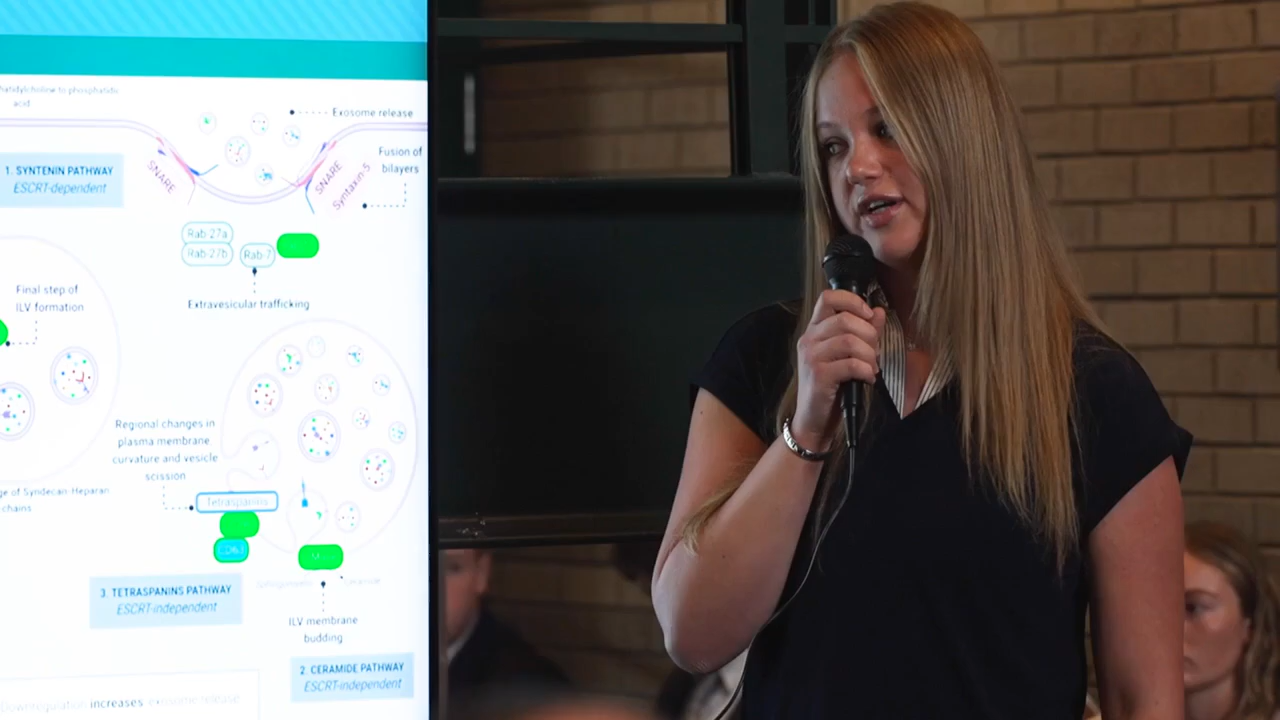 acid
Exosome release
Fusion of
bilayers
1. SYNTENIN PATHWAY
ESCRT-dependent
SNARE
SNARE
Syntaxin-5
Rab-27a
Rab-27b
Rab-7
Extravesicular trafficking
Final step of
ILV formation
Regional changes in
plasma membrane
curvature and vesicle
scission
ge of Syndecan Heparan
chains
Tetraspanins
CD63
3. TETRASPANINS PATHWAY
ESCRT-independent
ILV membrane
budding
2 CERAMIDE PATHWAY
ESCRT-independent
Downregulation increases exosome release